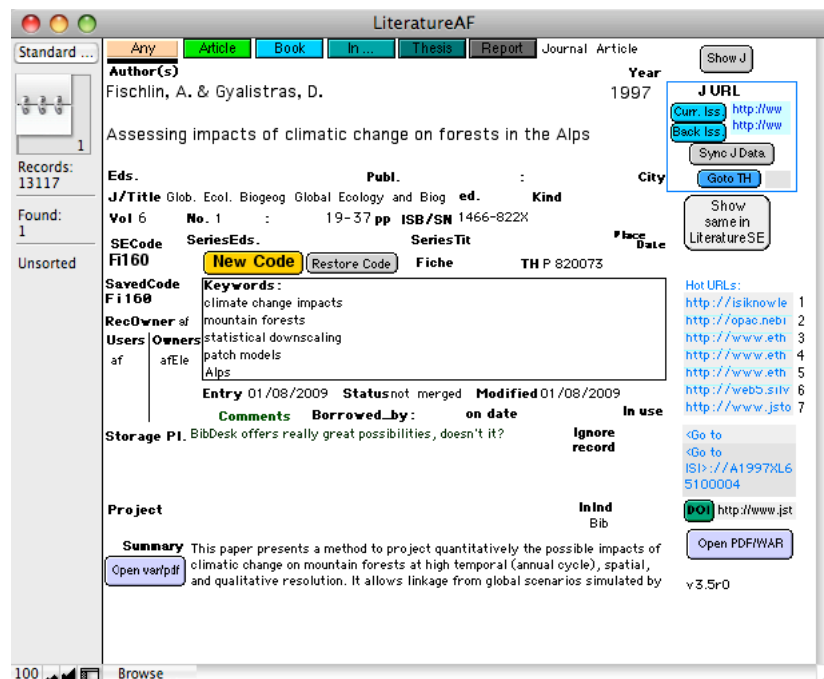 LiteratureAF
Standard ...
1
Records:
13117
Found:
1
Unsorted
Any Article Book In ... Thesis Report Journal Article
Author(s) Year
Fischlin, A. & Gyalistras, D. 1997
Assessing impacts of climatic change on forests in the Alps
Eds. Publ. : City
J/Title Glob. Ecol. Biogeog Global Ecology and Biog ed. Kind
Vol 6 No. 1 : 19-37 pp ISB/SN 1466-822X
SECode SeriesEds. SeriesTit Place Date
Fi160 New Code Restore Code Fiche TH P 820073
SavedCode
Fi160
RecOwner af
Users Owners
af afEle
Keywords:
climate change impacts
mountain forests
statistical downscaling
patch models
Alps
Entry 01/08/2009 Status not merged Modified 01/08/2009
Comments Borrowed_by: on date In use
Storage Pl. BibDesk offers really great possibilities, doesn't it? Ignore
record
Project InInd
Bib
Summary This paper presents a method to project quantitatively the possible impacts of
Open var/pdf climatic change on mountain forests at high temporal (annual cycle), spatial,
and qualitative resolution. It allows linkage from global scenarios simulated by
Show J
J URL
Curr. Iss. http://ww
Back Iss. http://ww
Sync J Data
Goto TH
Show
same in
LiteratureSE
Hot URLs:
http://isiknowle 1
http://opac.nebi 2
http://www.eth 3
http://www.eth 4
http://www.eth 5
http://web5.silv 6
http://www.jsto 7
<Go to
<Go to
ISI>://A1997XL6
5100004
DOI http://www.jst
Open PDF/WAR
v3.5r0
100 Browse